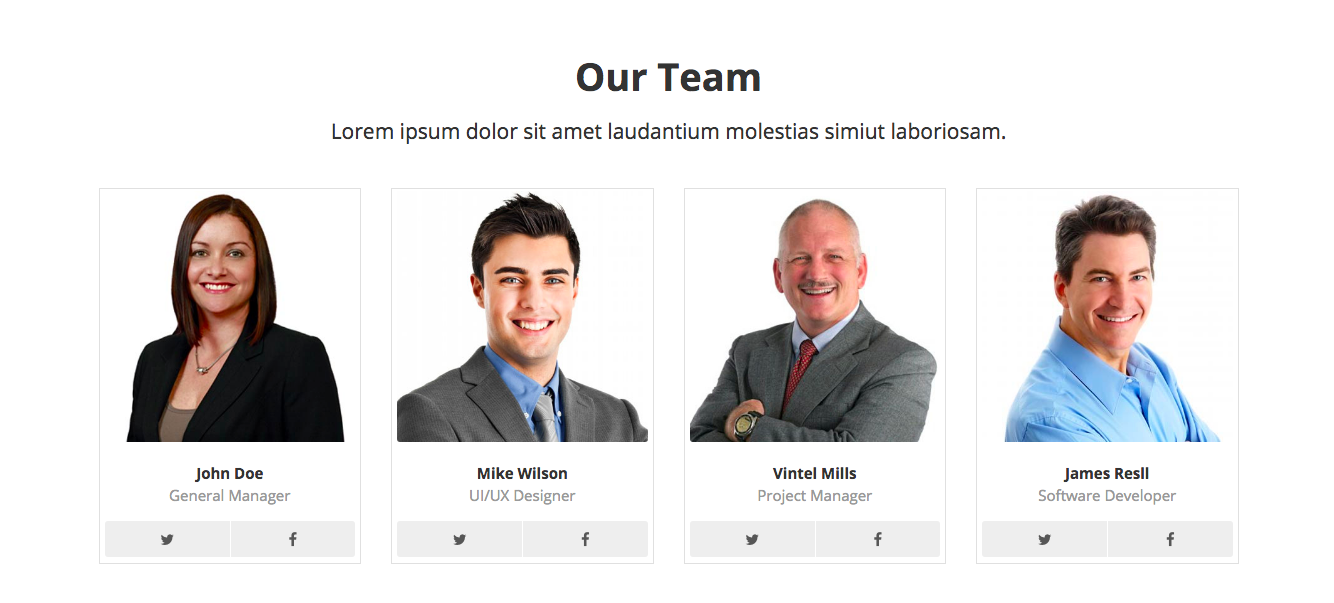 Our Team
Lorem ipsum dolor sit amet laudantium molestias simiut laboriosam.
John Doe
General Manager
Mike Wilson
UI/UX Designer
Vintel Mills
Project Manager
James Resll
Software Developer